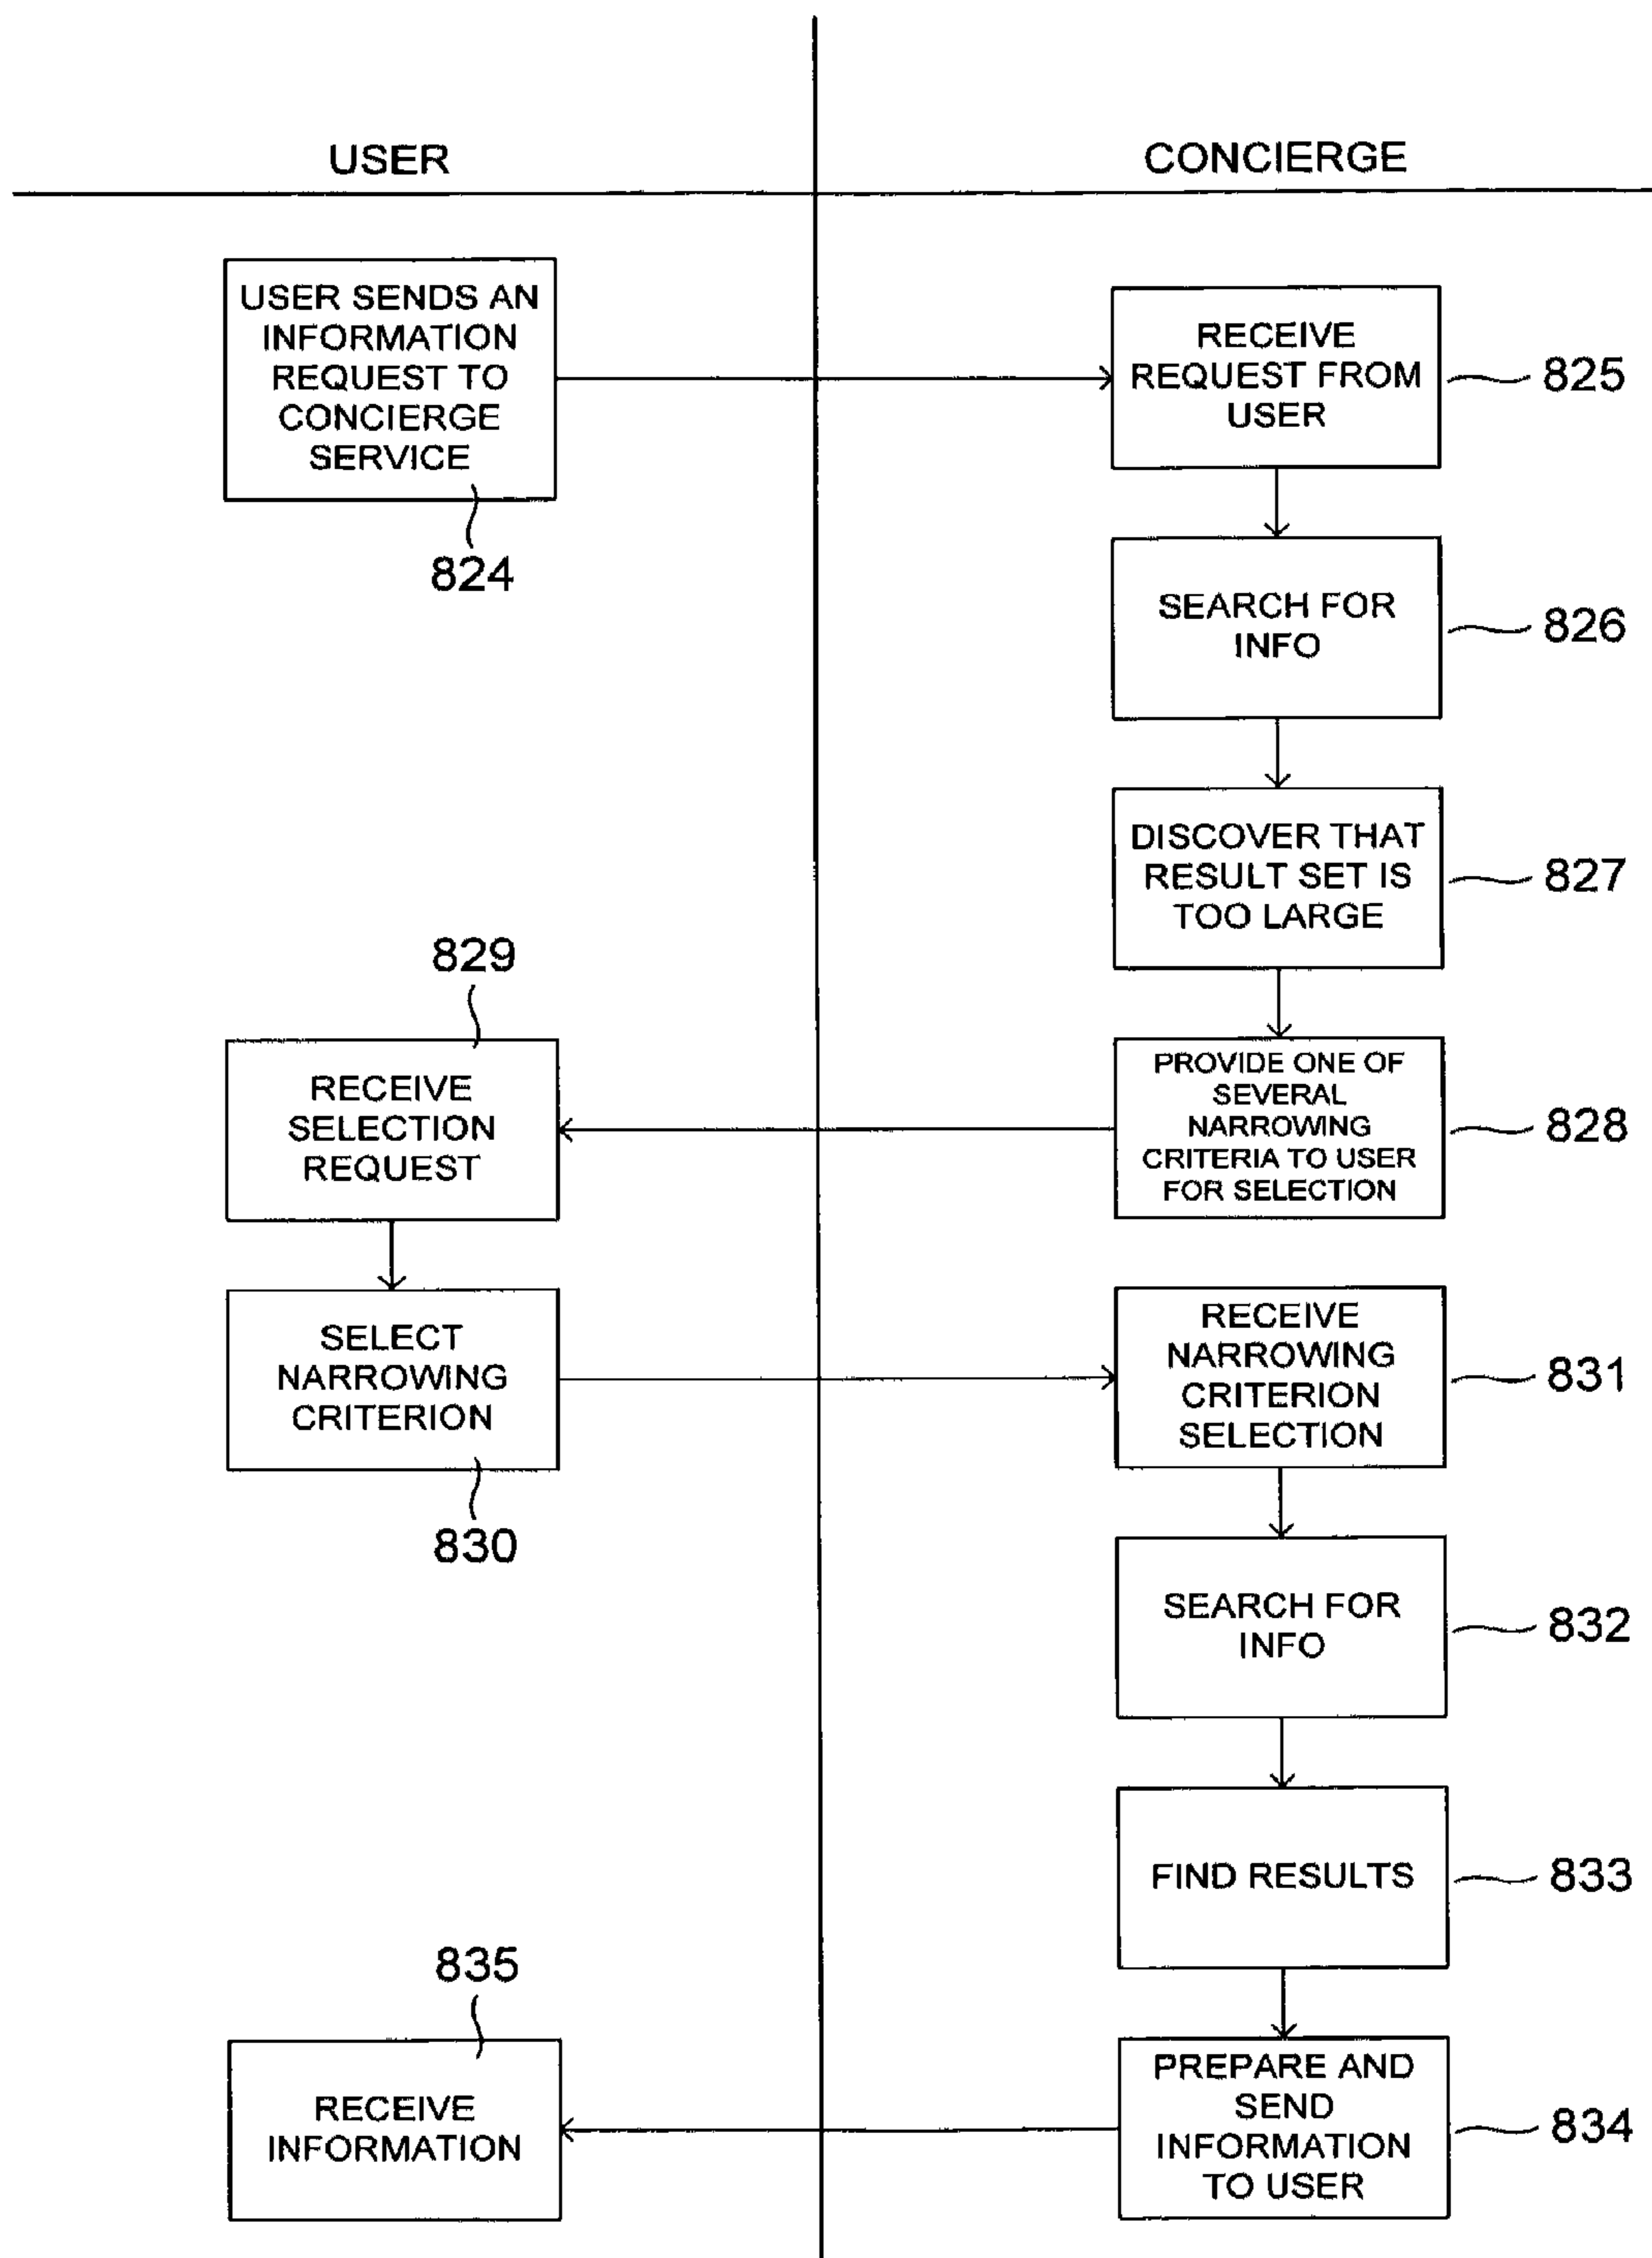 USER
CONCIERGE
USER SENDS AN
INFORMATION
REQUEST TO
CONCIERGE
SERVICE
824
RECEIVE
REQUEST FROM
USER
825
SEARCH FOR
INFO
826
DISCOVER THAT
RESULT SET IS
TOO LARGE
827
PROVIDE ONE OF
SEVERAL
NARROWING
CRITERIA TO USER
FOR SELECTION
828
829
RECEIVE
SELECTION
REQUEST
SELECT
NARROWING
CRITERION
830
RECEIVE
NARROWING
CRITERION
SELECTION
831
SEARCH FOR
INFO
832
FIND RESULTS
833
PREPARE AND
SEND
INFORMATION
TO USER
834
835
RECEIVE
INFORMATION